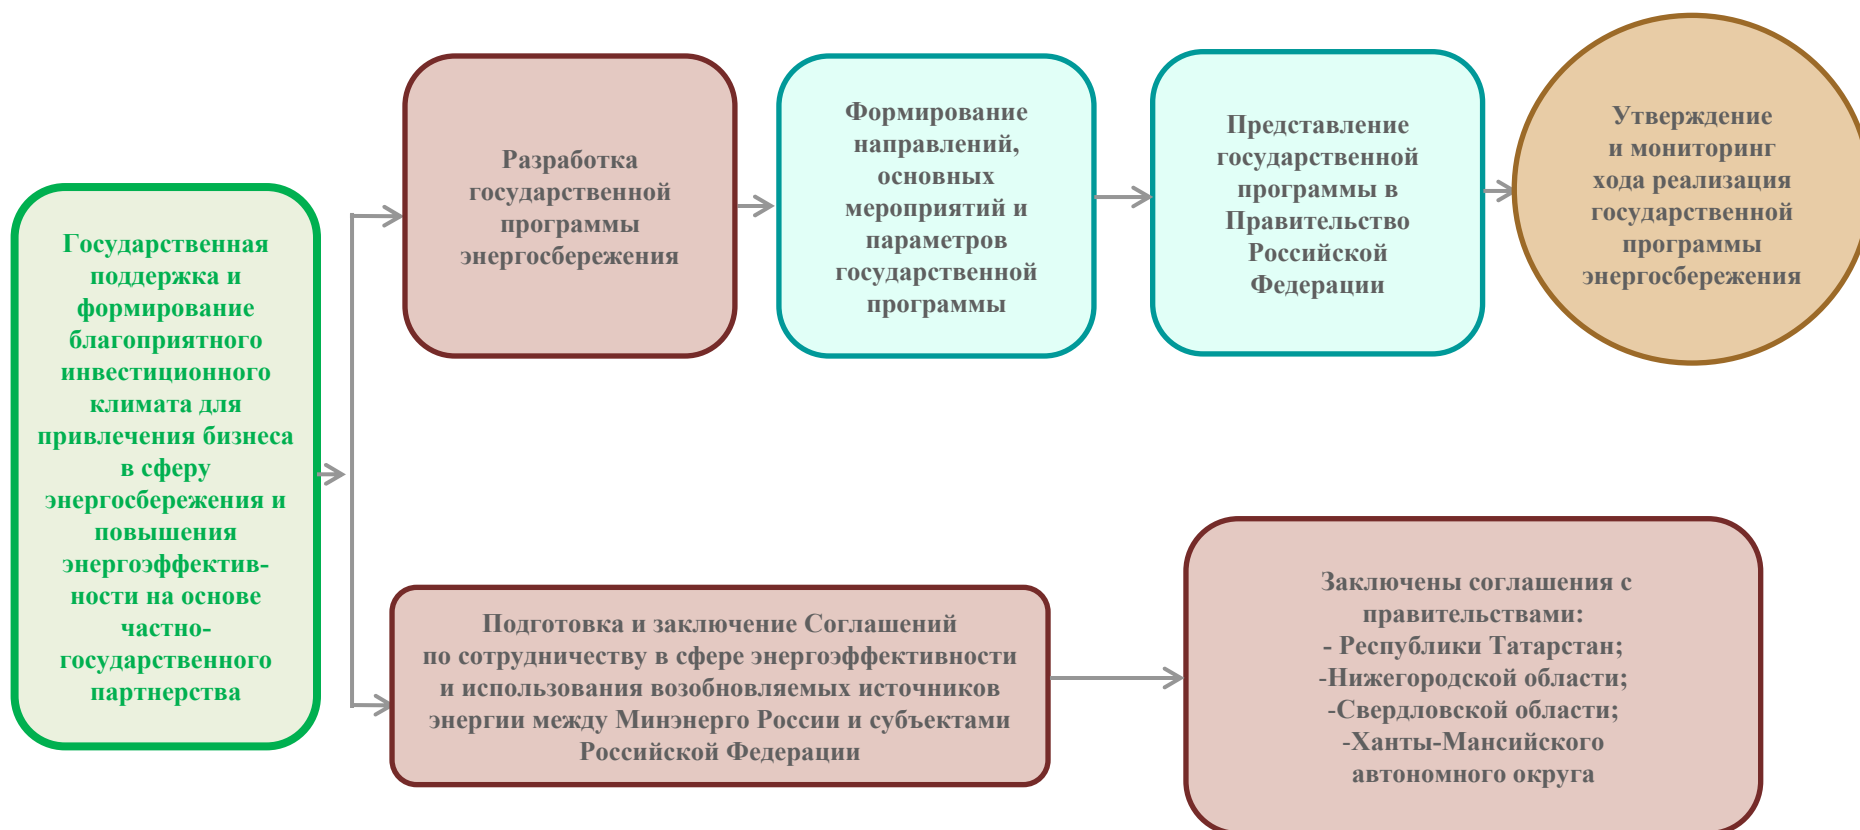 Государственная
поддержка и
формирование
благоприятного
инвестиционного
климата для
привлечения бизнеса
в сферу
энергосбережения и
повышения
энергоэффектив-
ности на основе
частно-
государственного
партнерства
Разработка
государственной
программы
энергосбережения
Формирование
направлений,
основных
мероприятий и
параметров
государственной
программы
Представление
государственной
программы в
Правительство
Российской
Федерации
Утверждение
и мониторинг
хода реализация
государственной
программы
энергосбережения
Подготовка и заключение Соглашений
по сотрудничеству в сфере энергоэффективности
и использования возобновляемых источников
энергии между Минэнерго России и субъектами
Российской Федерации
Заключены соглашения с
правительствами:
- Республики Татарстан;
-Нижегородской области;
-Свердловской области;
-Ханты-Мансийского
автономного округа